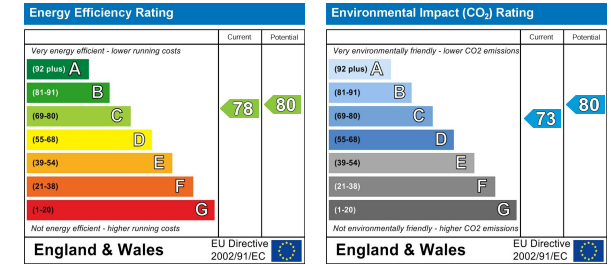 Energy Efficiency Rating
Current Potential
Very energy efficient - lower running costs
(92 plus) A
(81-91) B
(69-80) C
(55-68) D
(39-54) E
(21-38) F
(1-20) G
78
80
Not energy efficient - higher running costs
England & Wales
EU Directive
2002/91/EC
Environmental Impact (CO₂) Rating
Current Potential
Very environmentally friendly - lower CO2 emissions
(92 plus) A
(81-91) B
(69-80) C
(55-68) D
(39-54) E
(21-38) F
(1-20) G
73
80
Not environmentally friendly - higher CO2 emissions
England & Wales
EU Directive
2002/91/EC